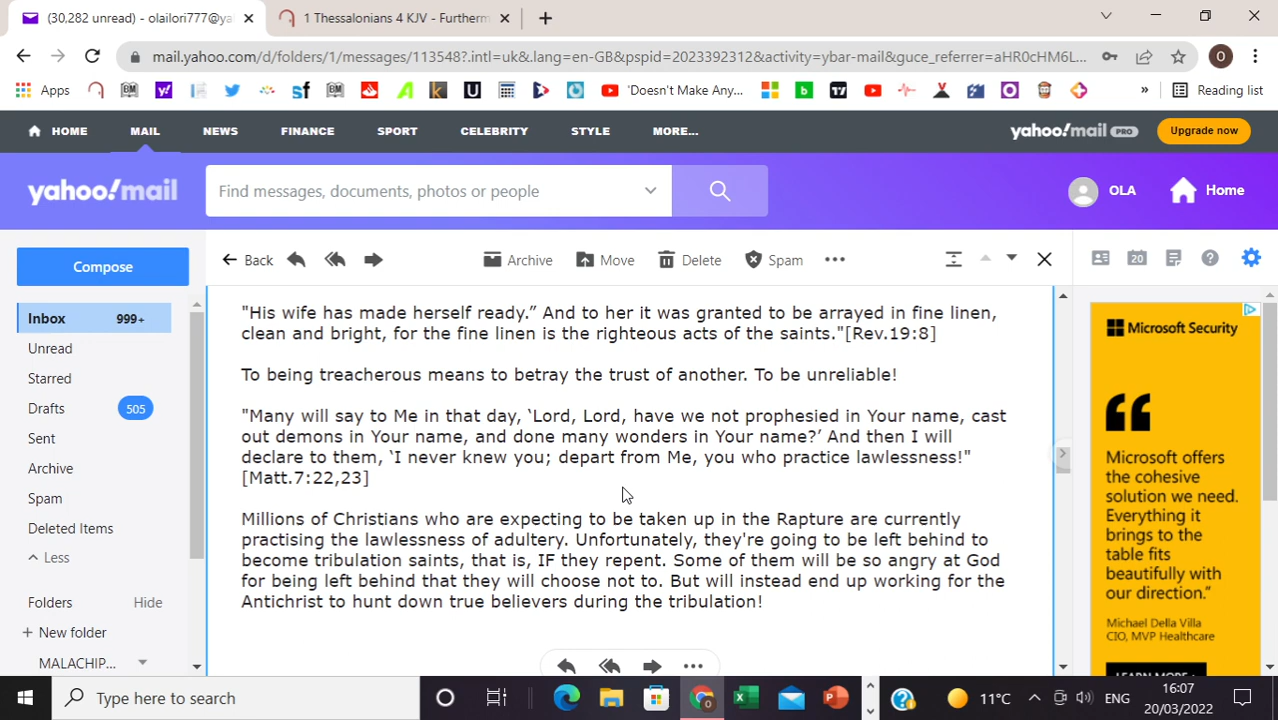 (30,282 unread) - olailori777@ya
1 Thessalonians 4 KJV - Furtherm
mail.yahoo.com/d/folders/1/messages/113548?.intl=uk&.lang=en-GB&pspid=2023392312&activity=ybar-mail&guce_referrer=aHR0cHM6L...
O
Apps
'Doesn't Make Any...
Reading list
HOME
MAIL
NEWS
FINANCE
SPORT
CELEBRITY
STYLE
MORE...
yahoo!mail PRO
Upgrade now
yahoo!mail
Find messages, documents, photos or people
OLA
Home
Compose
Back
Archive
Move
Delete
Spam
20
Inbox 999+
Unread
Starred
Drafts 505
Sent
Archive
Spam
Deleted Items
Less
Folders Hide
New folder
MALACHIP...
"His wife has made herself ready.” And to her it was granted to be arrayed in fine linen,
clean and bright, for the fine linen is the righteous acts of the saints."[Rev.19:8]
To being treacherous means to betray the trust of another. To be unreliable!
"Many will say to Me in that day, ‘Lord, Lord, have we not prophesied in Your name, cast
out demons in Your name, and done many wonders in Your name?’ And then I will
declare to them, ‘I never knew you; depart from Me, you who practice lawlessness!"
[Matt.7:22,23]
Millions of Christians who are expecting to be taken up in the Rapture are currently
practising the lawlessness of adultery. Unfortunately, they're going to be left behind to
become tribulation saints, that is, IF they repent. Some of them will be so angry at God
for being left behind that they will choose not to. But will instead end up working for the
Antichrist to hunt down true believers during the tribulation!
Microsoft Security
Microsoft offers
the cohesive
solution we need.
Everything it
brings to the
table fits
beautifully with
our direction.”
Michael Della Villa
CIO, MVP Healthcare
Type here to search
11°C
ENG
16:07
20/03/2022